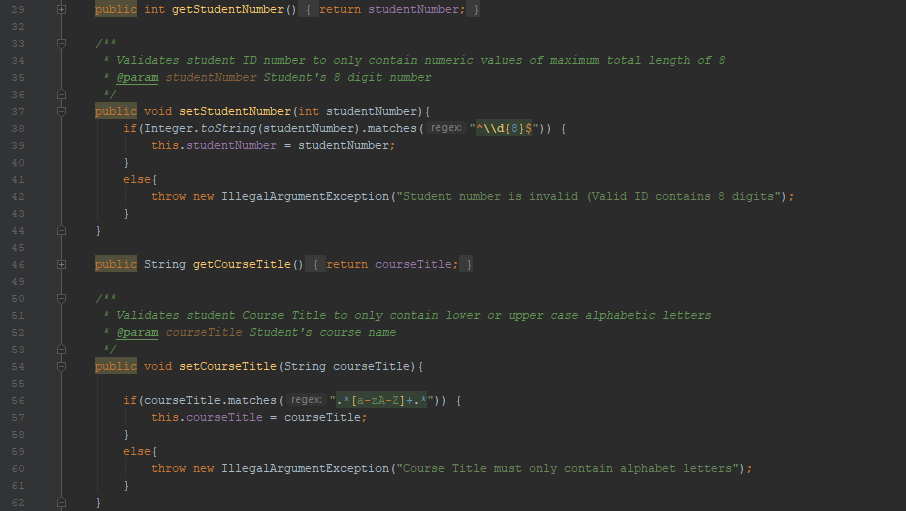 29 public int getStudentNumber() { return studentNumber; }
32
33 /**
34 * Validates student ID number to only contain numeric values of maximum total length of 8
35 * @param studentNumber Student's 8 digit number
36 */
37 public void setStudentNumber(int studentNumber){
38 if(Integer.toString(studentNumber).matches( regex: "^\\d{8}$")) {
39 this.studentNumber = studentNumber;
40 }
41 else{
42 throw new IllegalArgumentException("Student number is invalid (Valid ID contains 8 digits");
43 }
44 }
45
46 public String getCourseTitle() { return courseTitle; }
49
50 /**
51 * Validates student Course Title to only contain lower or upper case alphabetic letters
52 * @param courseTitle Student's course name
53 */
54 public void setCourseTitle(String courseTitle){
55
56 if(courseTitle.matches( regex: ".*[a-zA-Z]+.*")) {
57 this.courseTitle = courseTitle;
58 }
59 else{
60 throw new IllegalArgumentException("Course Title must only contain alphabet letters");
61 }
62 }